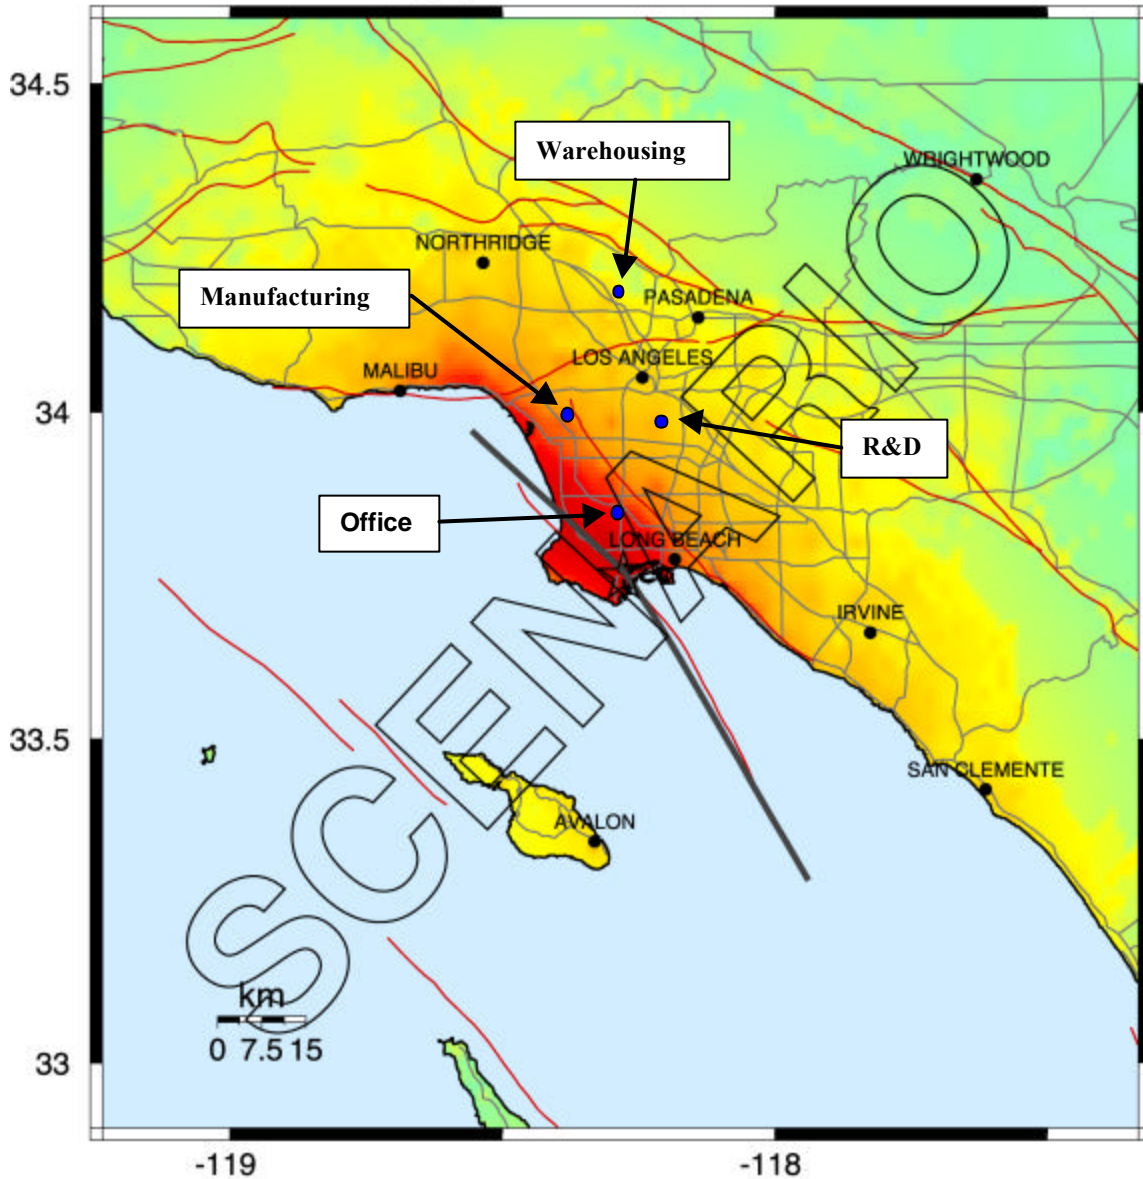 34.5
Warehousing
WRIGHTWOOD
NORTHRIDGE
Manufacturing
PASADENA
LOS ANGELES
MALIBU
34
R&D
Office
LONG BEACH
IRVINE
33.5
SAN CLEMENTE
AVALON
SCENARIO
km
0 7.5 15
33
-119
-118